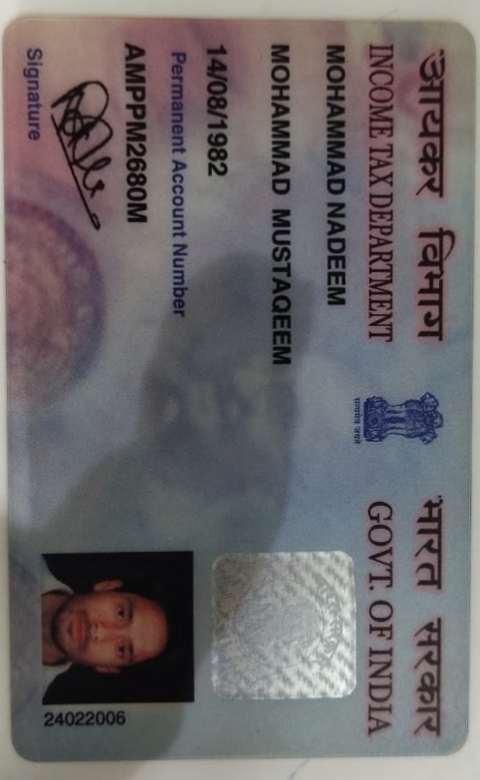 आयकर विभाग
INCOME TAX DEPARTMENT
भारत सरकार
GOVT. OF INDIA
सत्यमेव जयते
MOHAMMAD NADEEM
MOHAMMAD MUSTAQEEM
14/08/1982
Permanent Account Number
AMPPM2680M
Signature
24022006